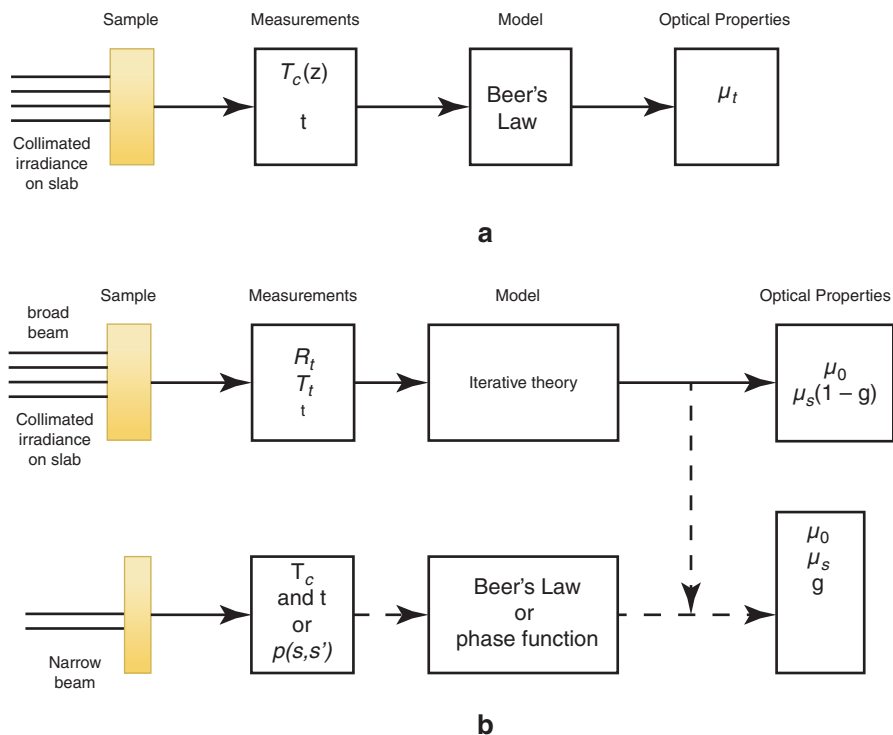 Sample Measurements Model Optical Properties
Collimated
irradiance
on slab
T_c(z)
t
Beer's
Law
μ_t
a
Sample Measurements Model Optical Properties
broad
beam
Collimated
irradiance
on slab
R_t
T_t
t
Iterative theory
μ_0
μ_s(1 – g)
Narrow
beam
T_c
and t
or
p(s,s')
Beer's Law
or
phase function
μ_0
μ_s
g
b